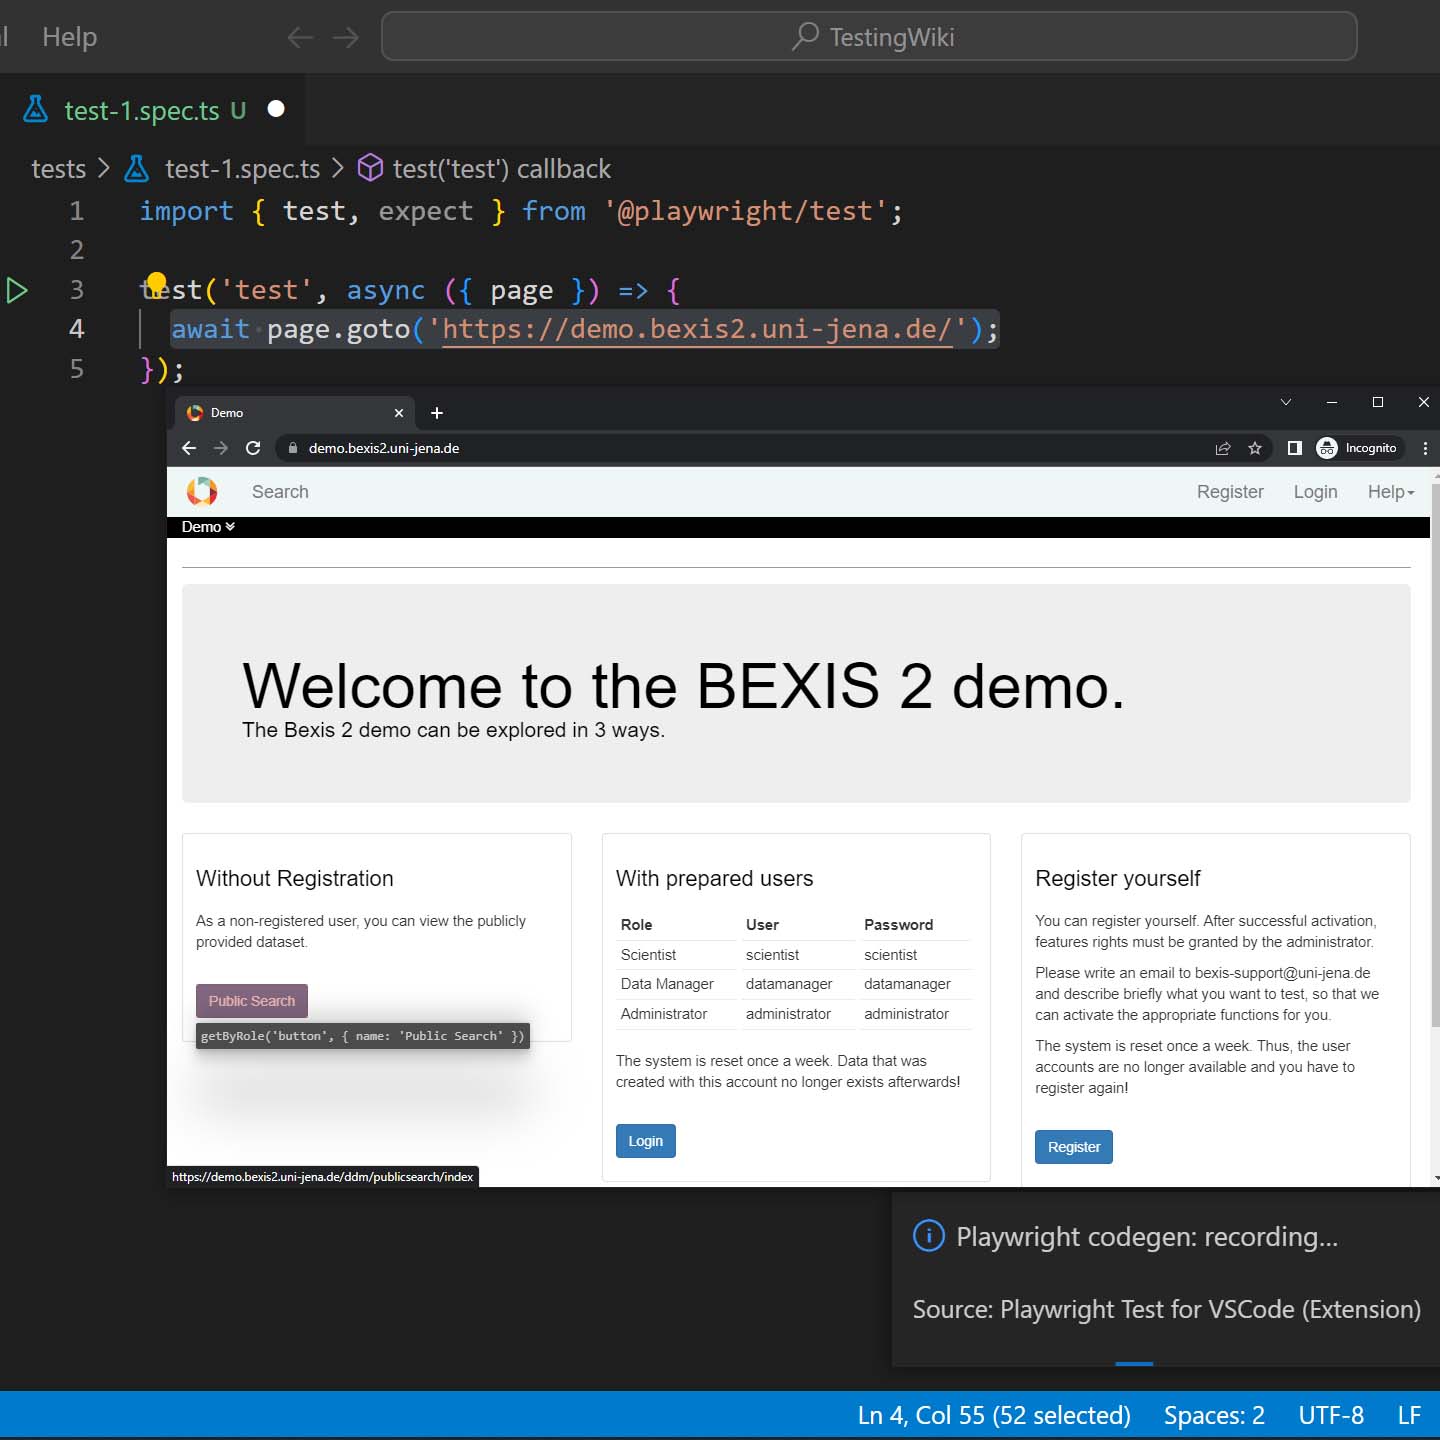 Help
TestingWiki
test-1.spec.ts U
tests > test-1.spec.ts > test('test') callback
1 import { test, expect } from '@playwright/test';
2
3 test('test', async ({ page }) => {
4 await page.goto('https://demo.bexis2.uni-jena.de/');
5 });
Demo
demo.bexis2.uni-jena.de
Incognito
Search
Register
Login
Help
Demo
Welcome to the BEXIS 2 demo.
The Bexis 2 demo can be explored in 3 ways.
Without Registration
As a non-registered user, you can view the publicly
provided dataset.
Public Search
getByRole('button', { name: 'Public Search' })
With prepared users
Role User Password
Scientist scientist scientist
Data Manager datamanager datamanager
Administrator administrator administrator
The system is reset once a week. Data that was
created with this account no longer exists afterwards!
Login
Register yourself
You can register yourself. After successful activation,
features rights must be granted by the administrator.
Please write an email to bexis-support@uni-jena.de
and describe briefly what you want to test, so that we
can activate the appropriate functions for you.
The system is reset once a week. Thus, the user
accounts are no longer available and you have to
register again!
Register
https://demo.bexis2.uni-jena.de/ddm/publicsearch/index
Playwright codegen: recording...
Source: Playwright Test for VSCode (Extension)
Ln 4, Col 55 (52 selected) Spaces: 2 UTF-8 LF